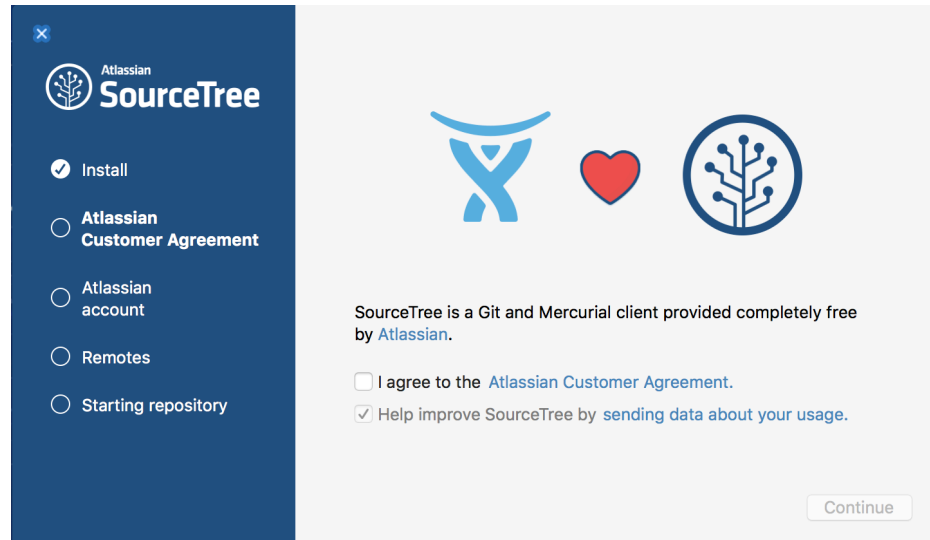 Atlassian
SourceTree
Install
Atlassian
Customer Agreement
Atlassian
account
Remotes
Starting repository
SourceTree is a Git and Mercurial client provided completely free
by Atlassian.
I agree to the Atlassian Customer Agreement.
Help improve SourceTree by sending data about your usage.
Continue